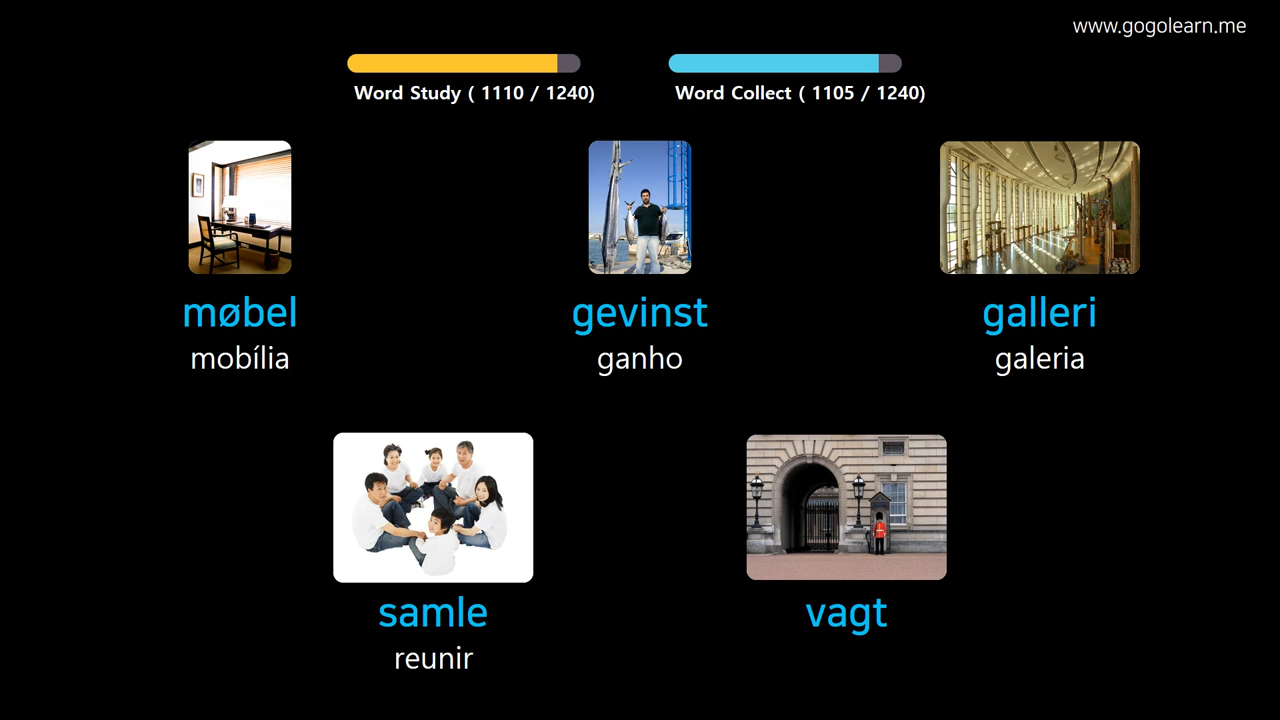 www.gogolearn.me
Word Study ( 1110 / 1240)
Word Collect ( 1105 / 1240)
møbel
mobília
gevinst
ganho
galleri
galeria
samle
reunir
vagt